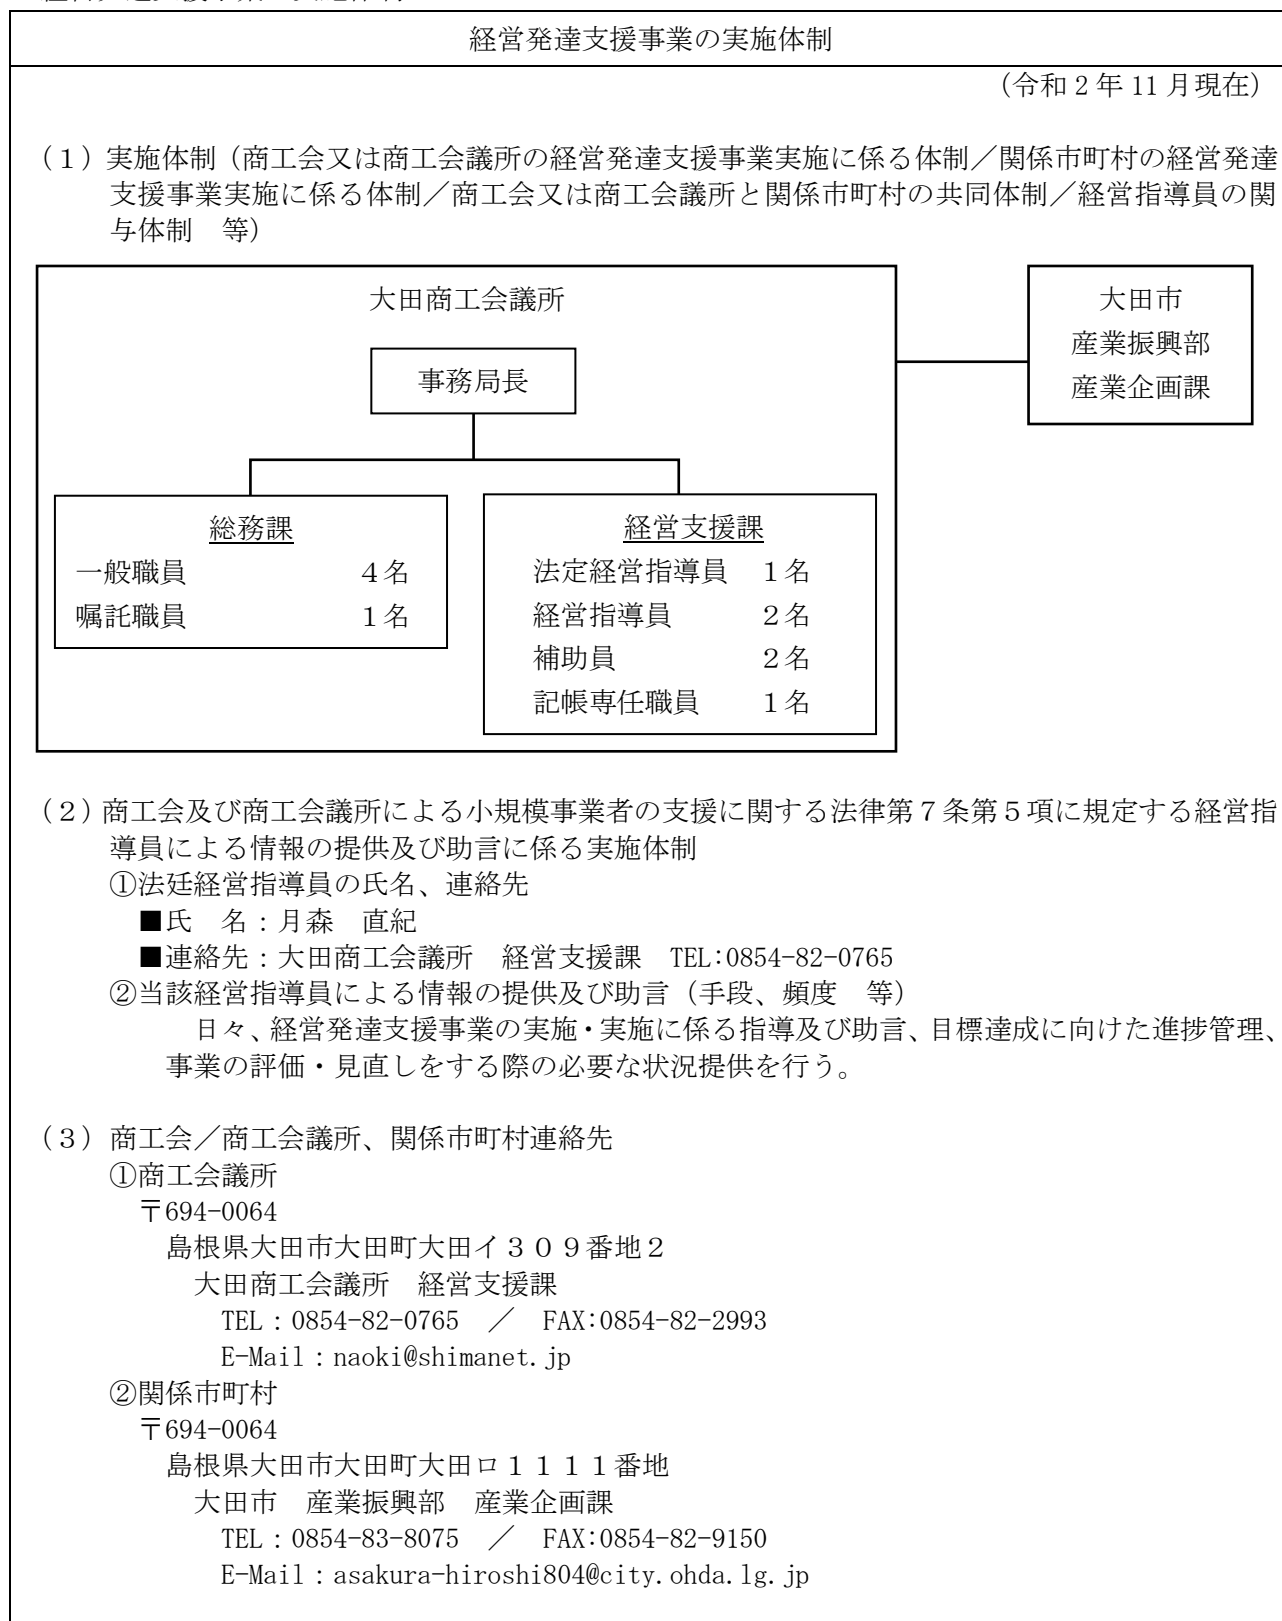 経営発達支援事業の実施体制
（令和 2 年 11 月現在）
（１）実施体制（商工会又は商工会議所の経営発達支援事業実施に係る体制／関係市町村の経営発達
支援事業実施に係る体制／商工会又は商工会議所と関係市町村の共同体制／経営指導員の関
与体制　等）
大田商工会議所
事務局長
総務課
一般職員　４名
嘱託職員　１名
経営支援課
法定経営指導員　１名
経営指導員　２名
補助員　２名
記帳専任職員　１名
大田市
産業振興部
産業企画課
（２）商工会及び商工会議所による小規模事業者の支援に関する法律第７条第５項に規定する経営指
導員による情報の提供及び助言に係る実施体制
①法廷経営指導員の氏名、連絡先
■氏　名：月森　直紀
■連絡先：大田商工会議所　経営支援課　TEL:0854-82-0765
②当該経営指導員による情報の提供及び助言（手段、頻度　等）
日々、経営発達支援事業の実施・実施に係る指導及び助言、目標達成に向けた進捗管理、
事業の評価・見直しをする際の必要な状況提供を行う。
（３）商工会／商工会議所、関係市町村連絡先
①商工会議所
〒694-0064
島根県大田市大田町大田イ３０９番地２
大田商工会議所　経営支援課
TEL：0854-82-0765　／　FAX:0854-82-2993
E-Mail：naoki@shimanet.jp
②関係市町村
〒694-0064
島根県大田市大田町大田ロ１１１１番地
大田市　産業振興部　産業企画課
TEL：0854-83-8075　／　FAX:0854-82-9150
E-Mail：asakura-hiroshi804@city.ohda.lg.jp